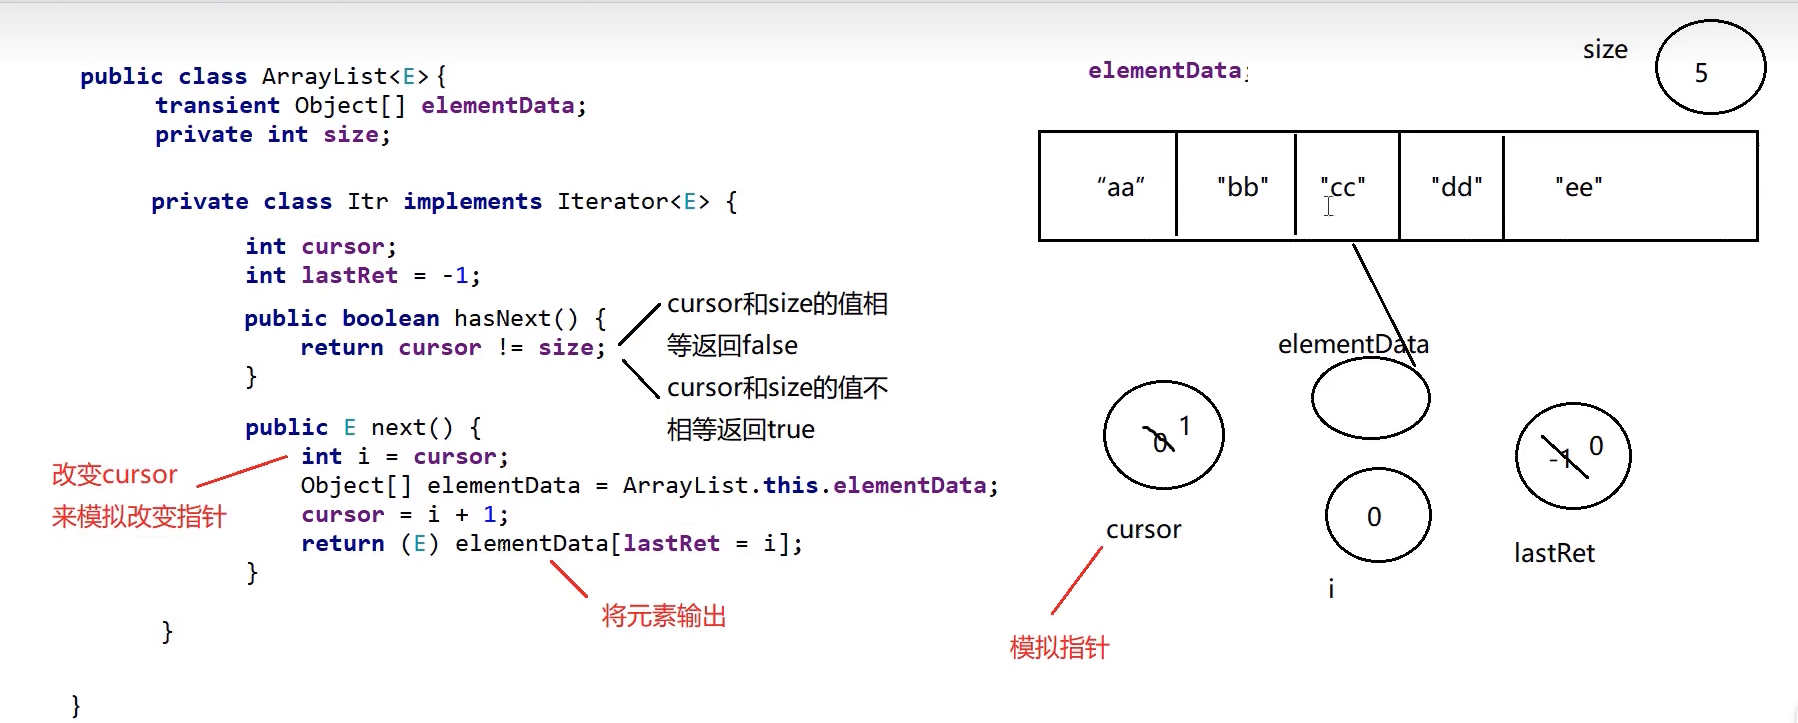 public class ArrayList<E>{
transient Object[] elementData;
private int size;
private class Itr implements Iterator<E> {
int cursor;
int lastRet = -1;
public boolean hasNext() {
return cursor != size;
}
cursor和size的值相
等返回false
cursor和size的值不
相等返回true
public E next() {
int i = cursor;
Object[] elementData = ArrayList.this.elementData;
cursor = i + 1;
return (E) elementData[lastRet = i];
}
}
}
改变cursor
来模拟改变指针
将元素输出
elementData;
size
5
“aa” "bb" "cc" "dd" "ee"
elementData
0 1
cursor
模拟指针
0
i
-1 0
lastRet